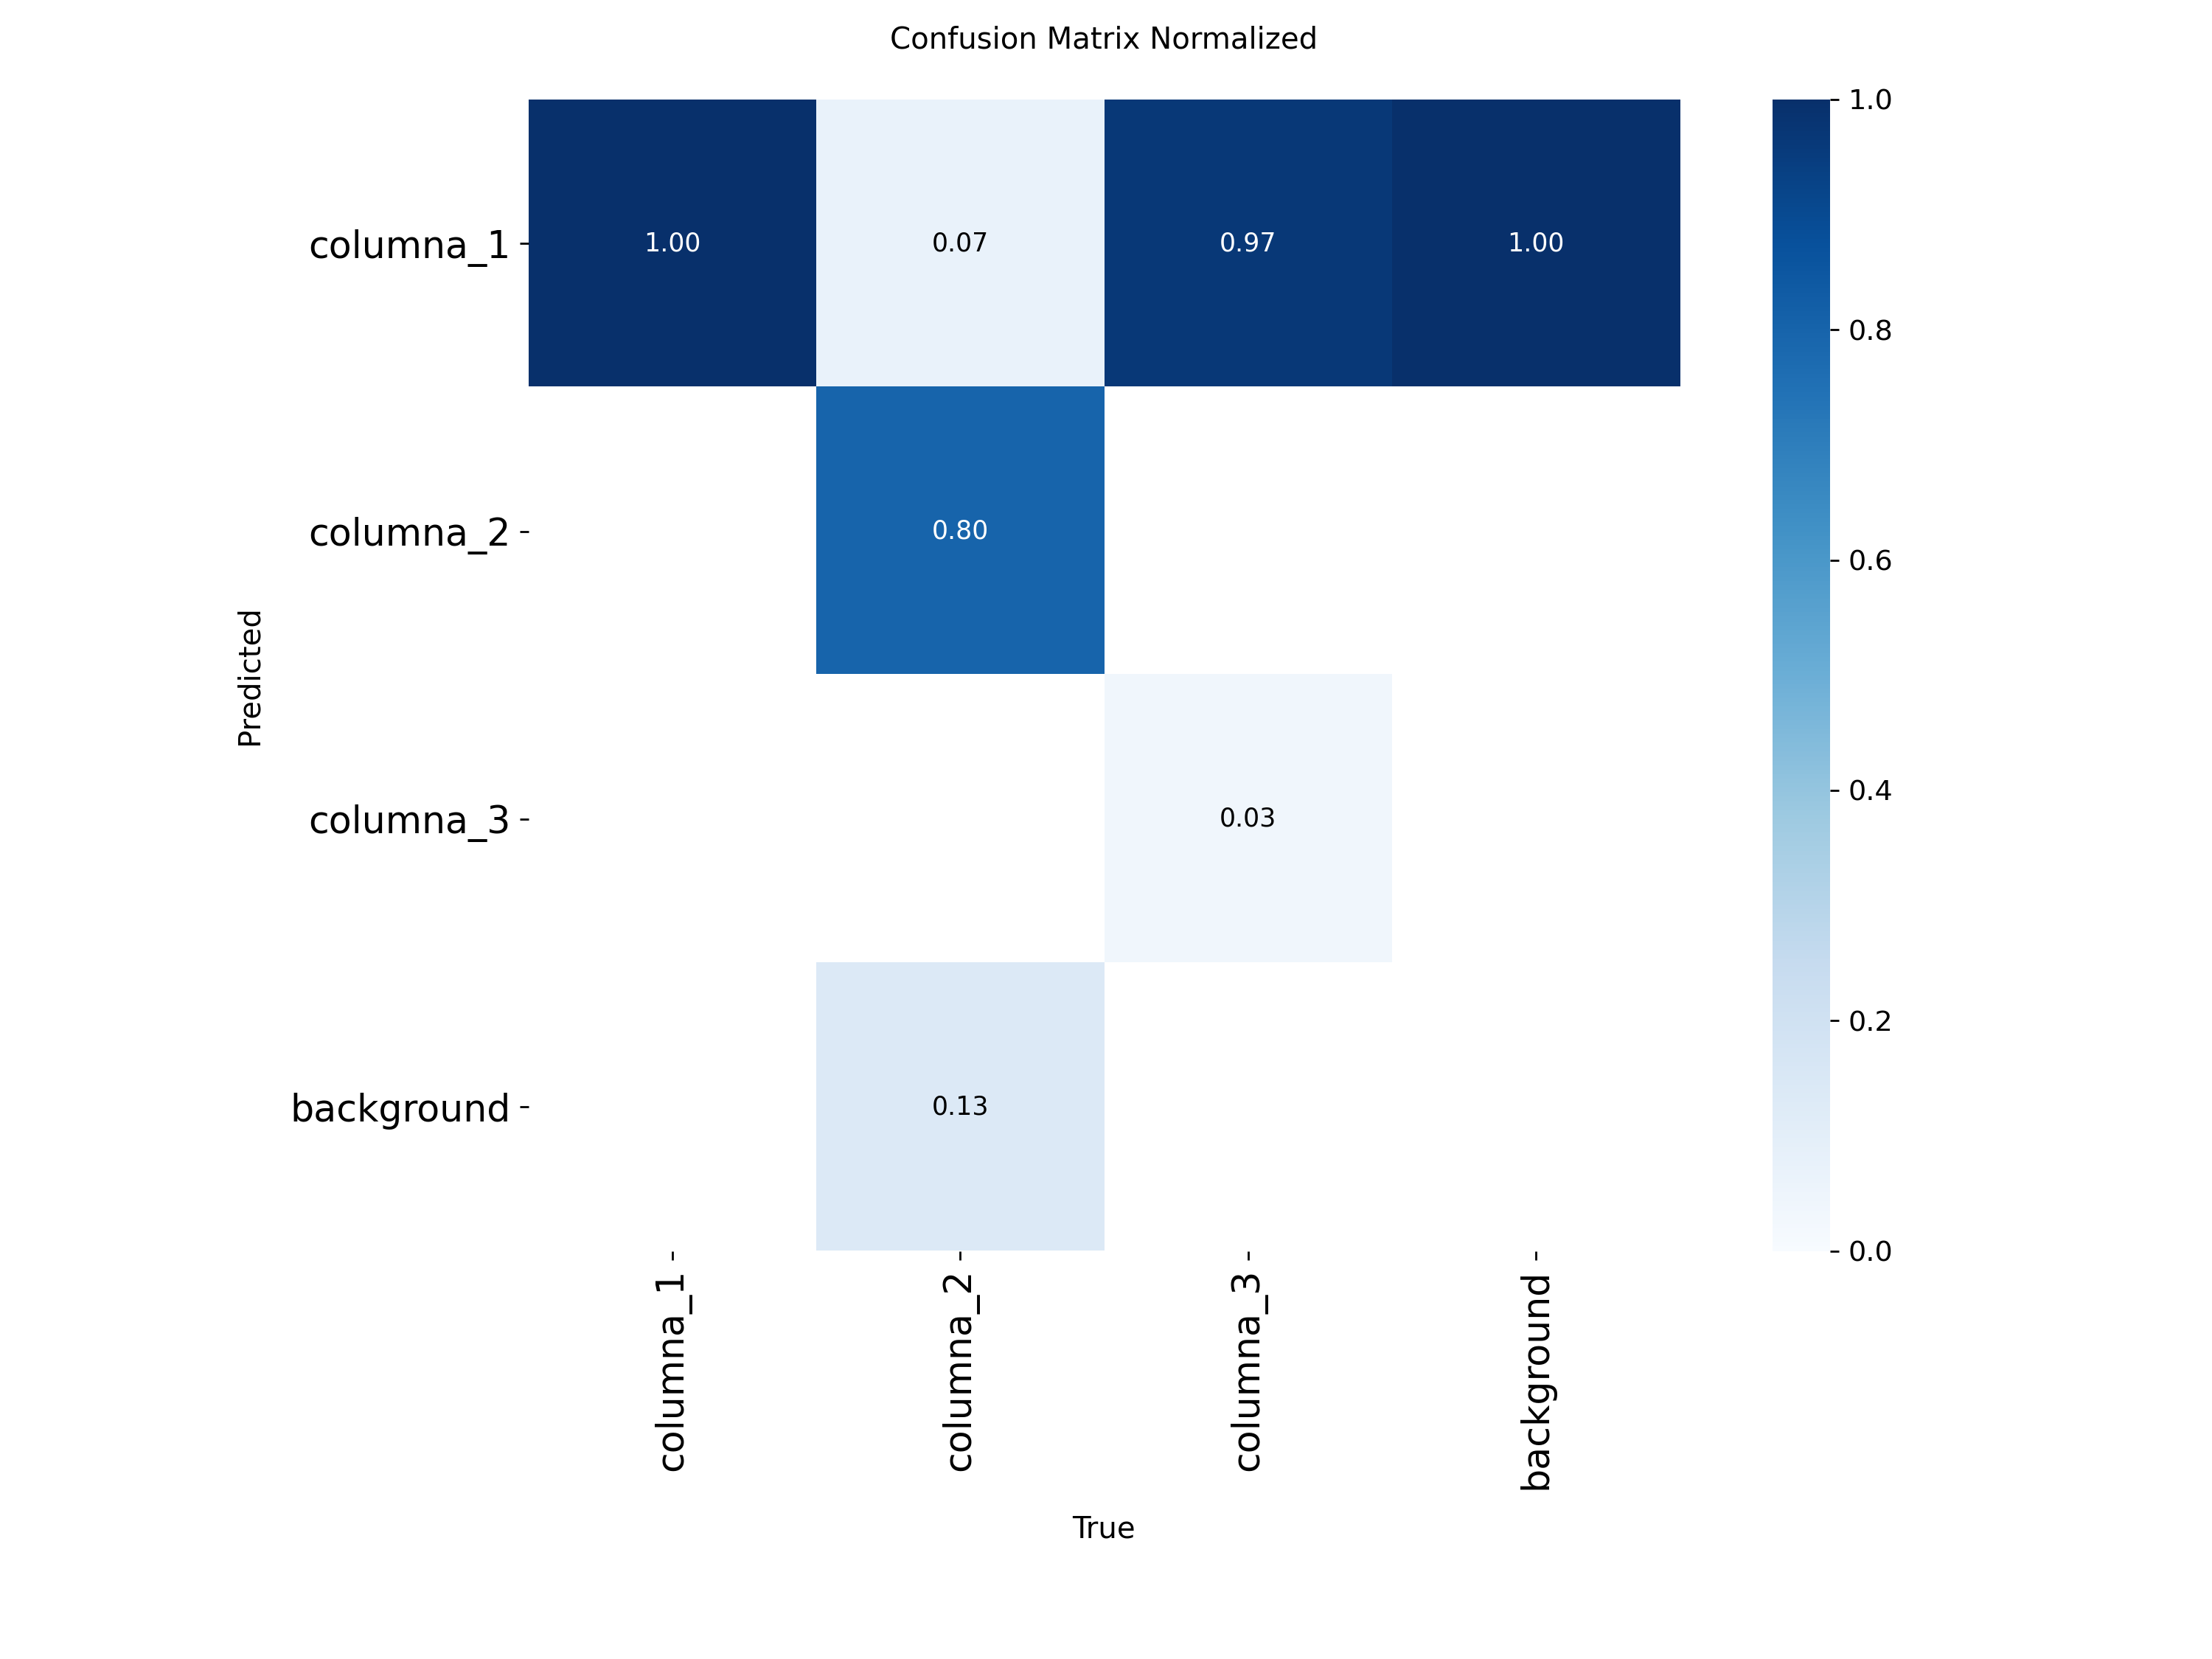 Confusion Matrix Normalized
columna_1
1.00 0.07 0.97 1.00
columna_2
0.80
columna_3
0.03
background
0.13
Predicted
columna_1
columna_2
columna_3
background
True
1.0
0.8
0.6
0.4
0.2
0.0